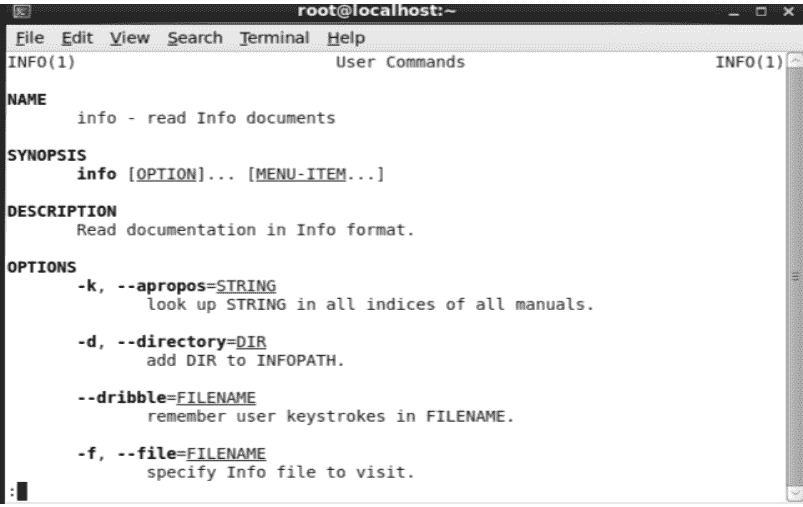 root@localhost:~
File Edit View Search Terminal Help
INFO(1) User Commands INFO(1)
NAME
info - read Info documents
SYNOPSIS
info [OPTION]... [MENU-ITEM...]
DESCRIPTION
Read documentation in Info format.
OPTIONS
-k, --apropos=STRING
look up STRING in all indices of all manuals.
-d, --directory=DIR
add DIR to INFOPATH.
--dribble=FILENAME
remember user keystrokes in FILENAME.
-f, --file=FILENAME
specify Info file to visit.
: